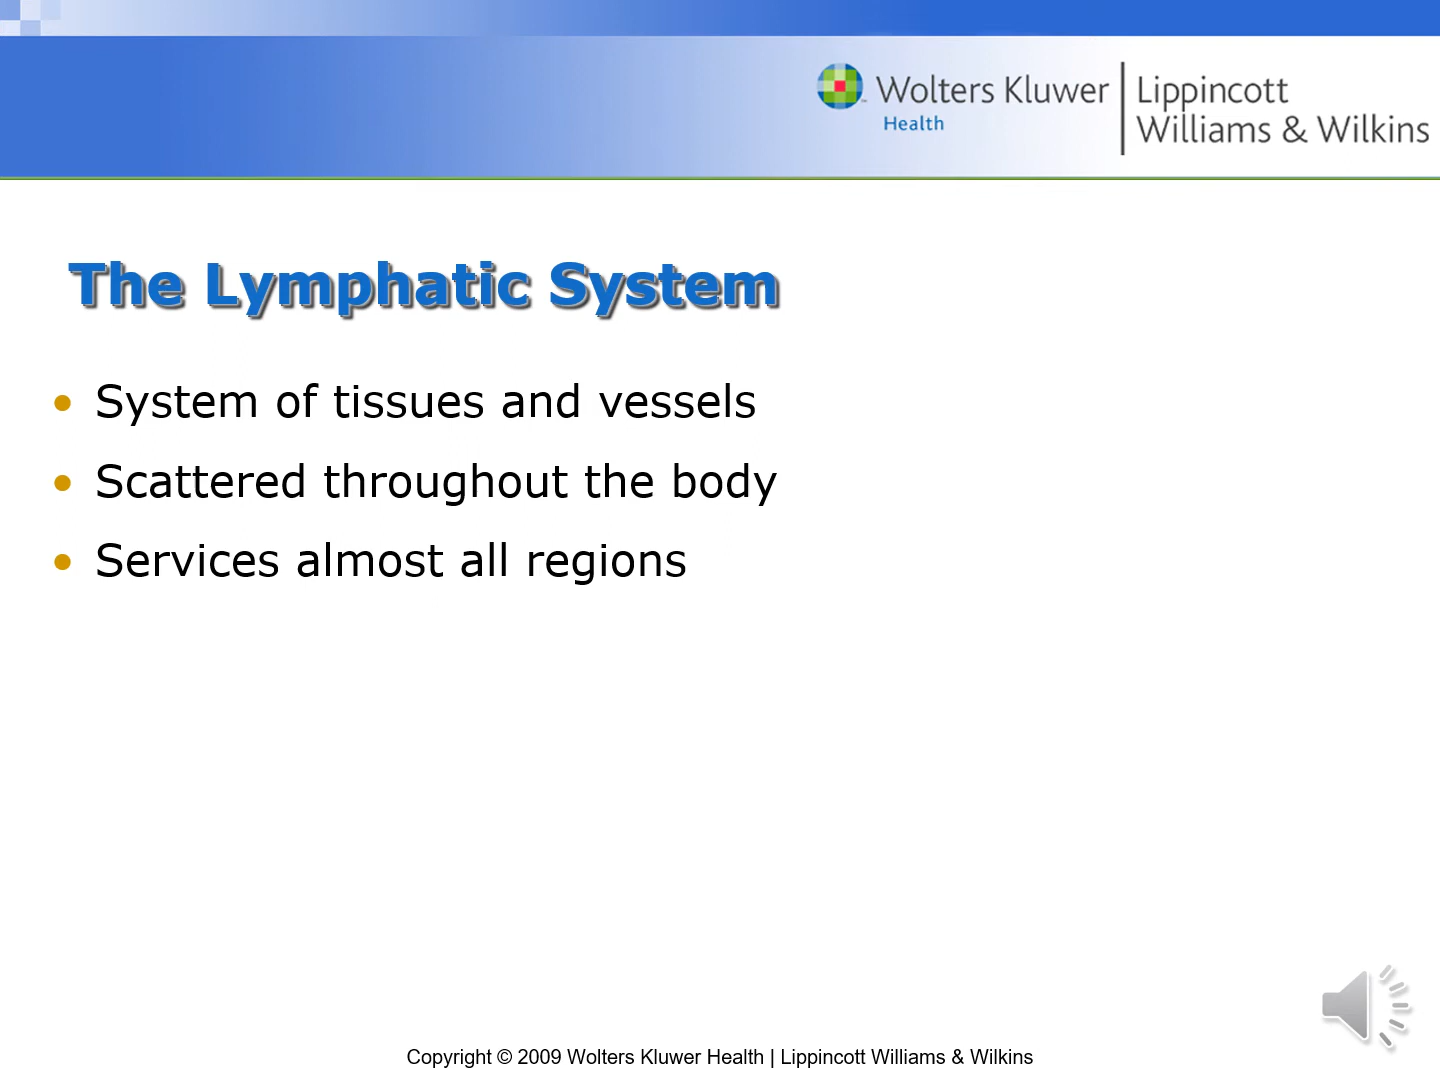 Wolters Kluwer
Health
Lippincott
Williams & Wilkins
The Lymphatic System
• System of tissues and vessels
• Scattered throughout the body
• Services almost all regions
Copyright © 2009 Wolters Kluwer Health | Lippincott Williams & Wilkins